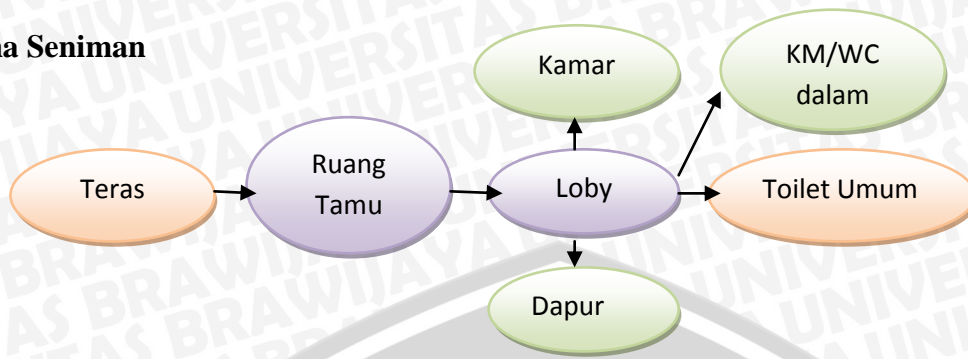 Seniman
Kamar
KM/WC
dalam
Teras
Ruang
Tamu
Loby
Toilet Umum
Dapur